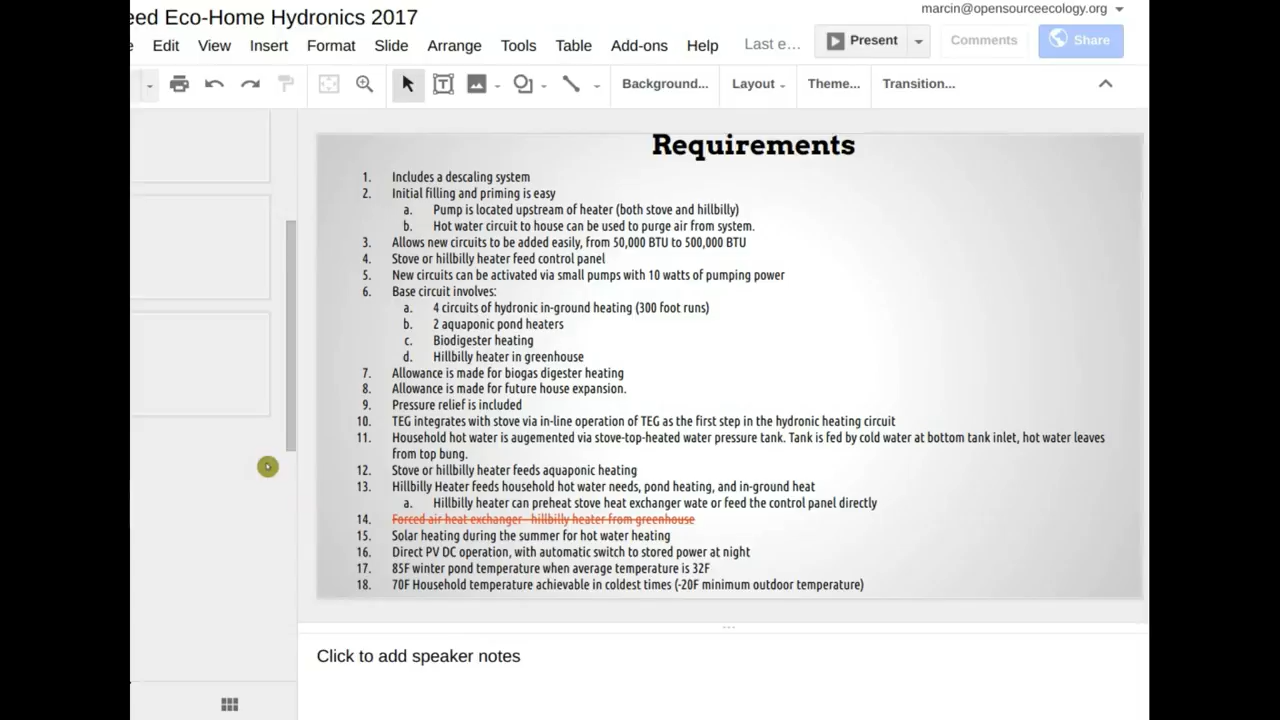 eed Eco-Home Hydronics 2017
marcin@opensourceecology.org
e Edit View Insert Format Slide Arrange Tools Table Add-ons Help Last e... Present Comments Share
Background... Layout Theme... Transition...
Requirements
1. Includes a descaling system
2. Initial filling and priming is easy
a. Pump is located upstream of heater (both stove and hillbilly)
b. Hot water circuit to house can be used to purge air from system.
3. Allows new circuits to be added easily, from 50,000 BTU to 500,000 BTU
4. Stove or hillbilly heater feed control panel
5. New circuits can be activated via small pumps with 10 watts of pumping power
6. Base circuit involves:
a. 4 circuits of hydronic in-ground heating (300 foot runs)
b. 2 aquaponic pond heaters
c. Biodigester heating
d. Hillbilly heater in greenhouse
7. Allowance is made for biogas digester heating
8. Allowance is made for future house expansion.
9. Pressure relief is included
10. TEG integrates with stove via in-line operation of TEG as the first step in the hydronic heating circuit
11. Household hot water is augemented via stove-top-heated water pressure tank. Tank is fed by cold water at bottom tank inlet, hot water leaves
from top bung.
12. Stove or hillbilly heater feeds aquaponic heating
13. Hillbilly Heater feeds household hot water needs, pond heating, and in-ground heat
a. Hillbilly heater can preheat stove heat exchanger wate or feed the control panel directly
14. Forced air heat exchanger- hillbilly heater from greenhouse
15. Solar heating during the summer for hot water heating
16. Direct PV DC operation, with automatic switch to stored power at night
17. 85F winter pond temperature when average temperature is 32F
18. 70F Household temperature achievable in coldest times (-20F minimum outdoor temperature)
Click to add speaker notes